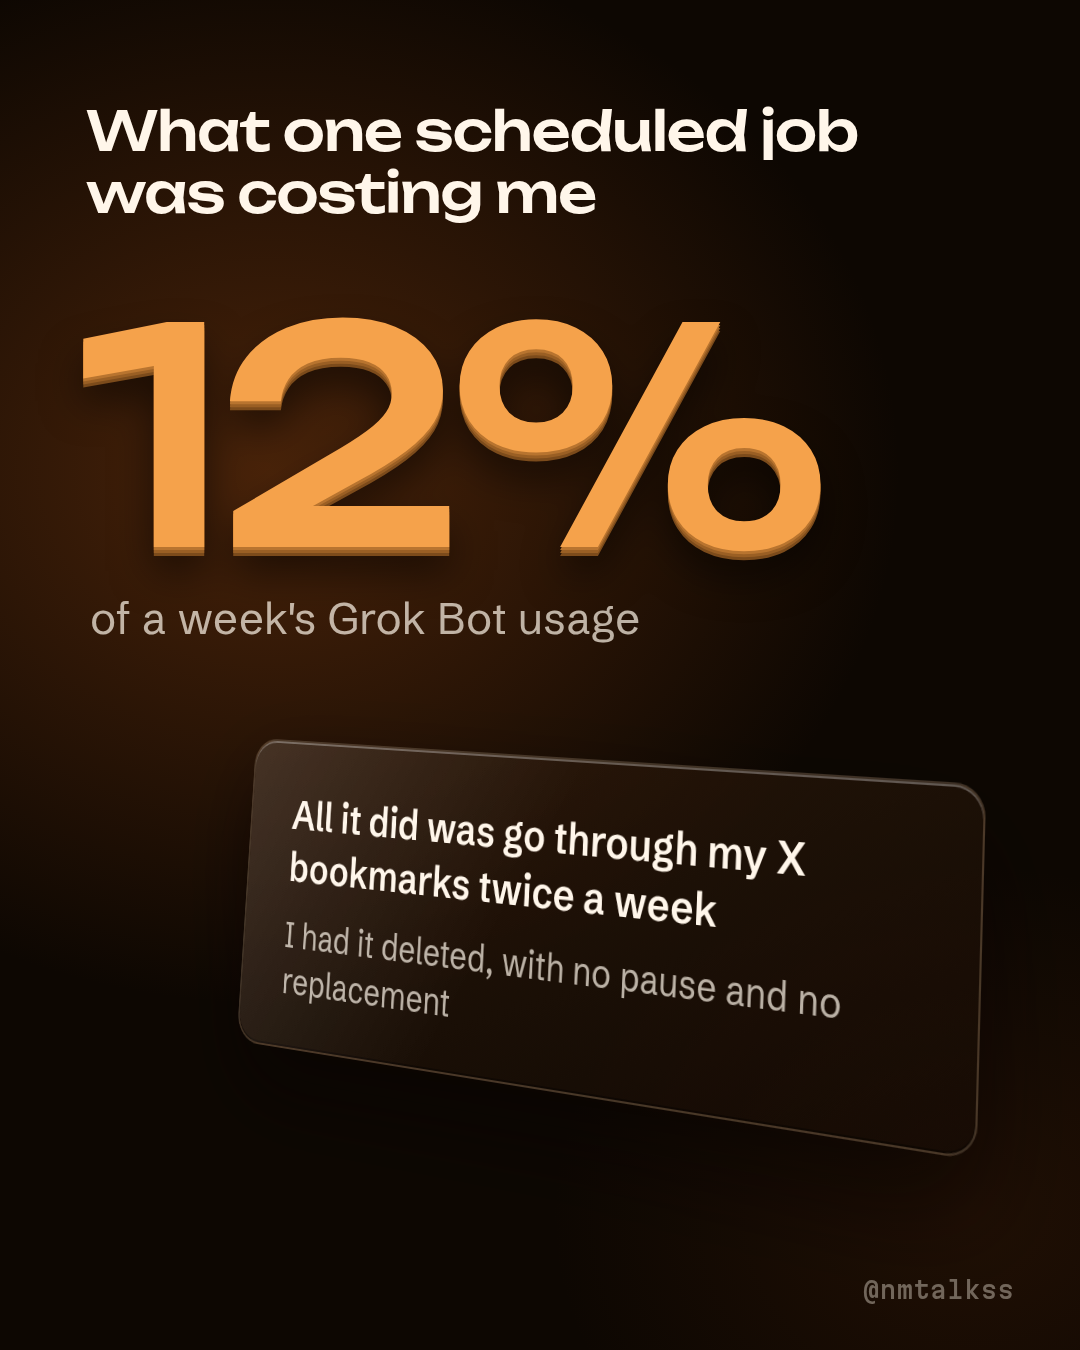 What one scheduled job
was costing me
12%
of a week's Grok Bot usage
All it did was go through my X
bookmarks twice a week
I had it deleted, with no pause and no
replacement
@nmtalkss